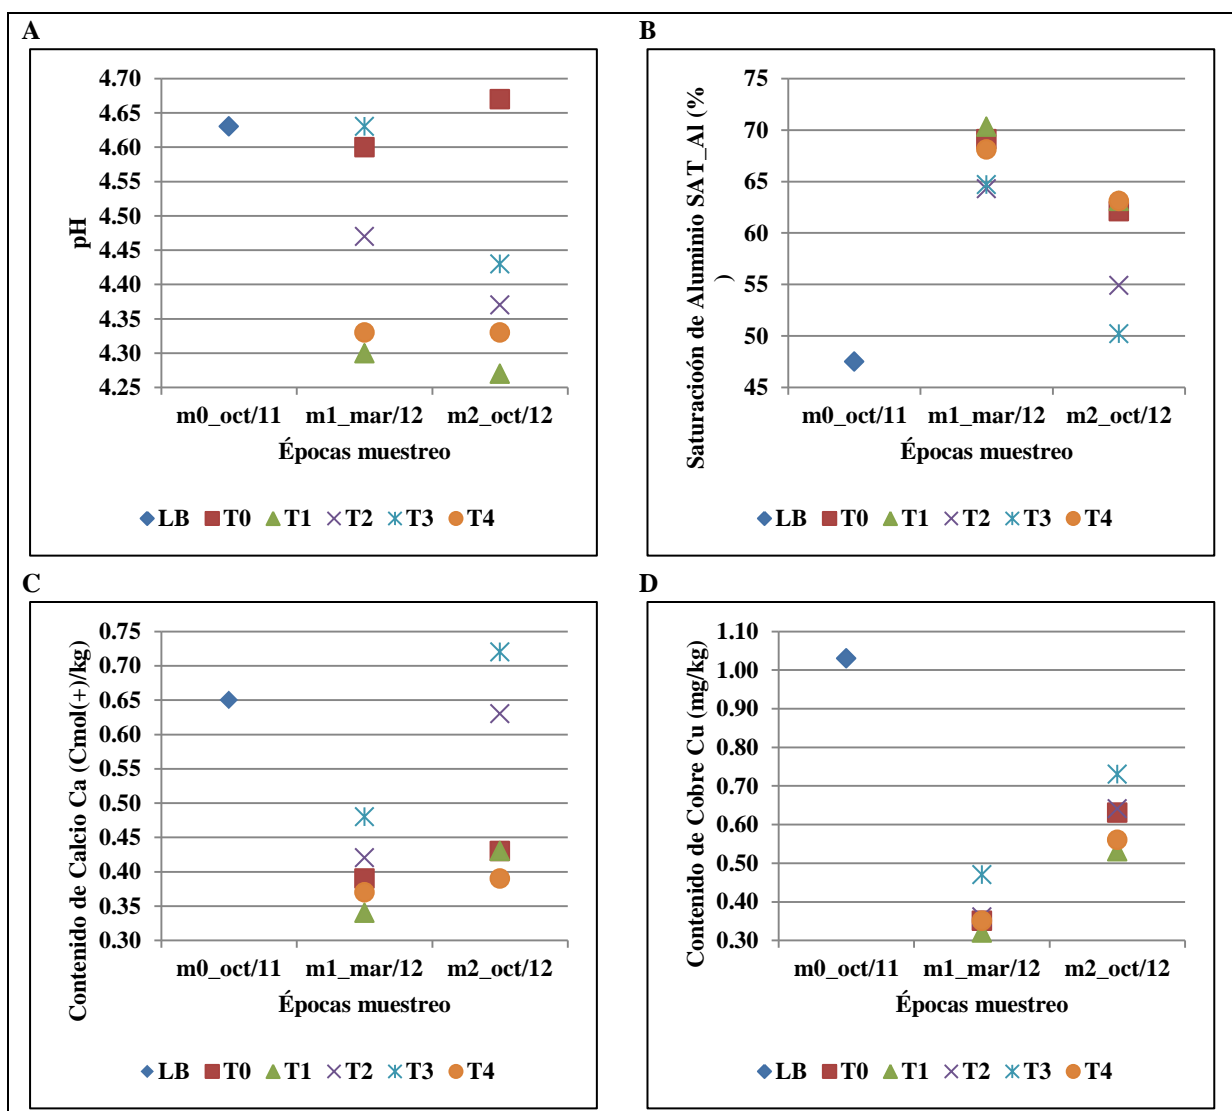 A
pH
4.70
4.65
4.60
4.55
4.50
4.45
4.40
4.35
4.30
4.25
m0_oct/11 m1_mar/12 m2_oct/12
Épocas muestreo
LB T0 T1 T2 T3 T4
B
Saturacioón de Aluminio SAT_Al (%
)
75
70
65
60
55
50
45
m0_oct/11 m1_mar/12 m2_oct/12
Épocas muestreo
LB T0 T1 T2 T3 T4
C
Contenido de Calcio Ca (Cmol(+)/kg)
0.75
0.70
0.65
0.60
0.55
0.50
0.45
0.40
0.35
0.30
m0_oct/11 m1_mar/12 m2_oct/12
Épocas muestreo
LB T0 T1 T2 T3 T4
D
Contenido de Cobre Cu (mg/kg)
1.10
1.00
0.90
0.80
0.70
0.60
0.50
0.40
0.30
m0_oct/11 m1_mar/12 m2_oct/12
Épocas muestreo
LB T0 T1 T2 T3 T4